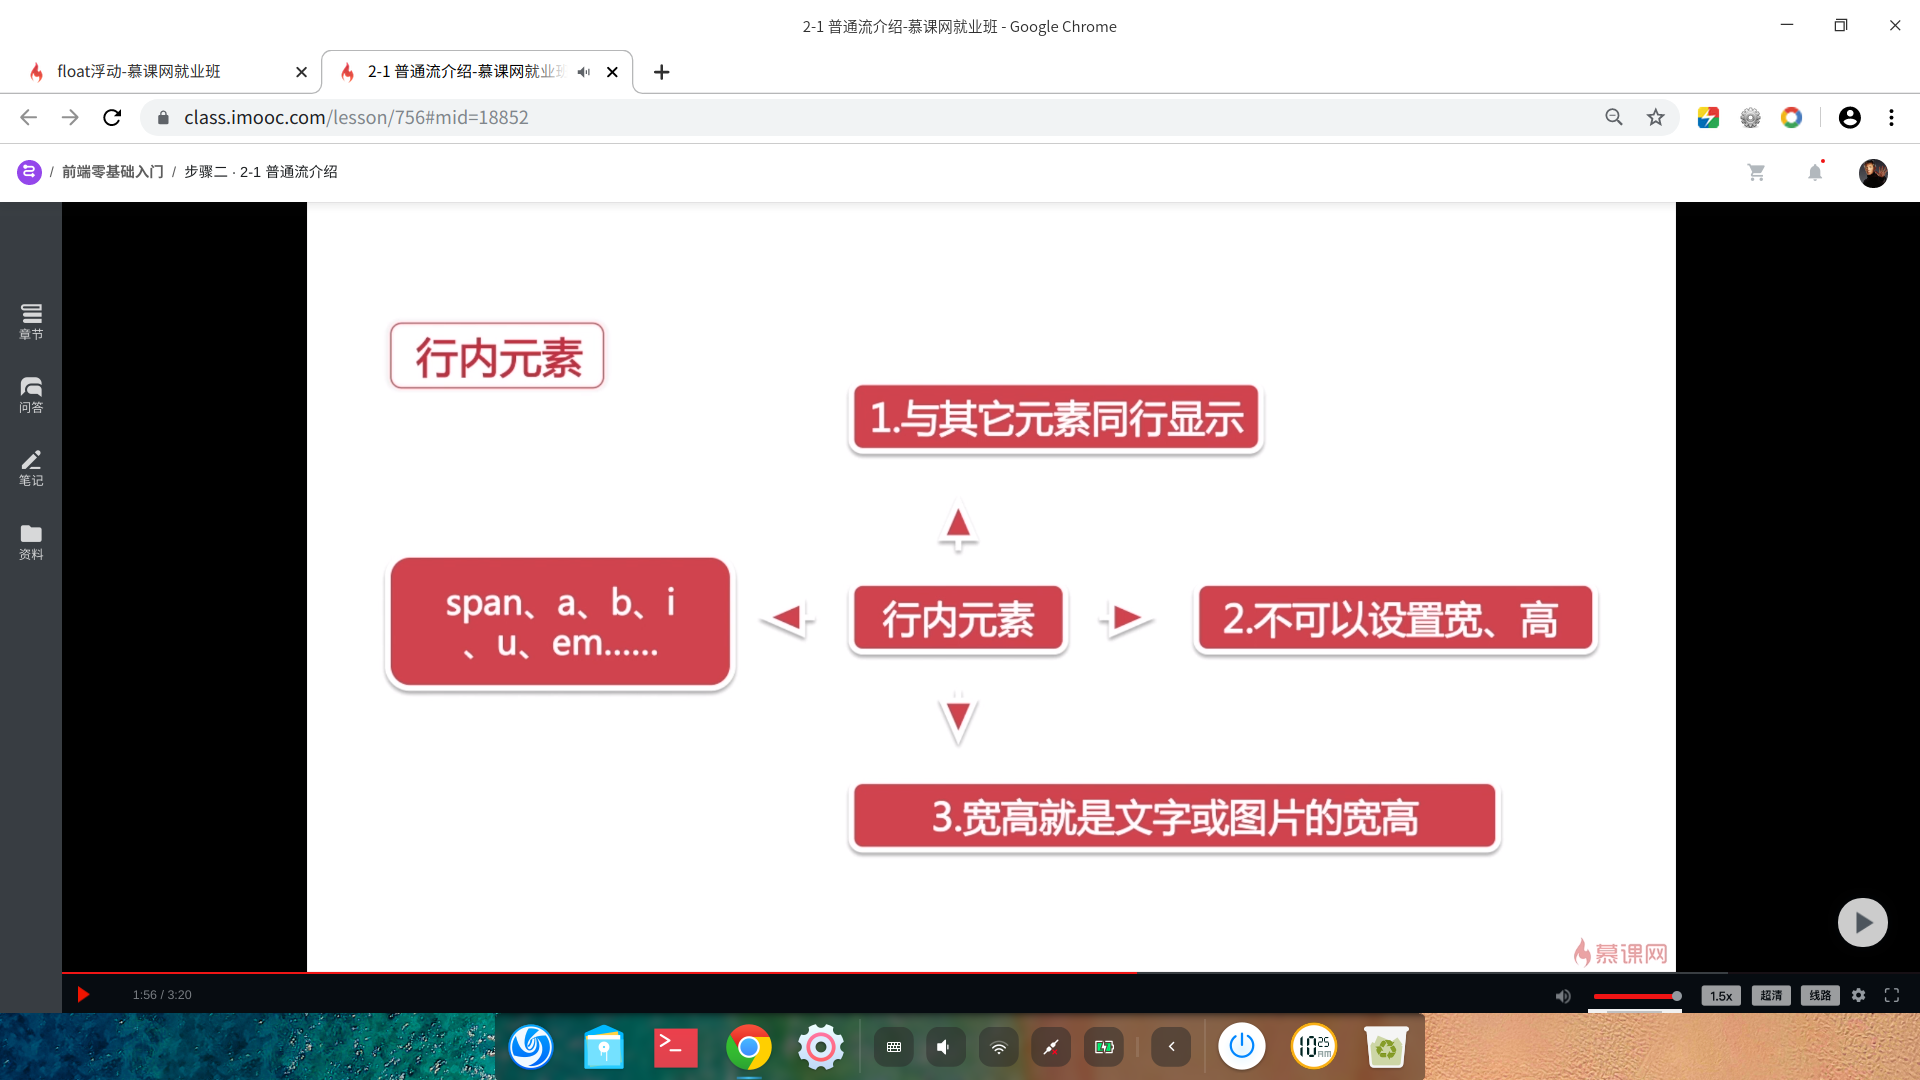 2-1 普通流介绍-慕课网就业班 - Google Chrome
float浮动-慕课网就业班
2-1 普通流介绍-慕课网就业班
class.imooc.com/lesson/756#mid=18852
/ 前端零基础入门 / 步骤二 · 2-1 普通流介绍
章节
问答
笔记
资料
行内元素
1.与其它元素同行显示
span、a、b、i
、u、em......
行内元素
2.不可以设置宽、高
3.宽高就是文字或图片的宽高
慕课网
1:56 / 3:20
1.5x
超清
线路
10 25 AM